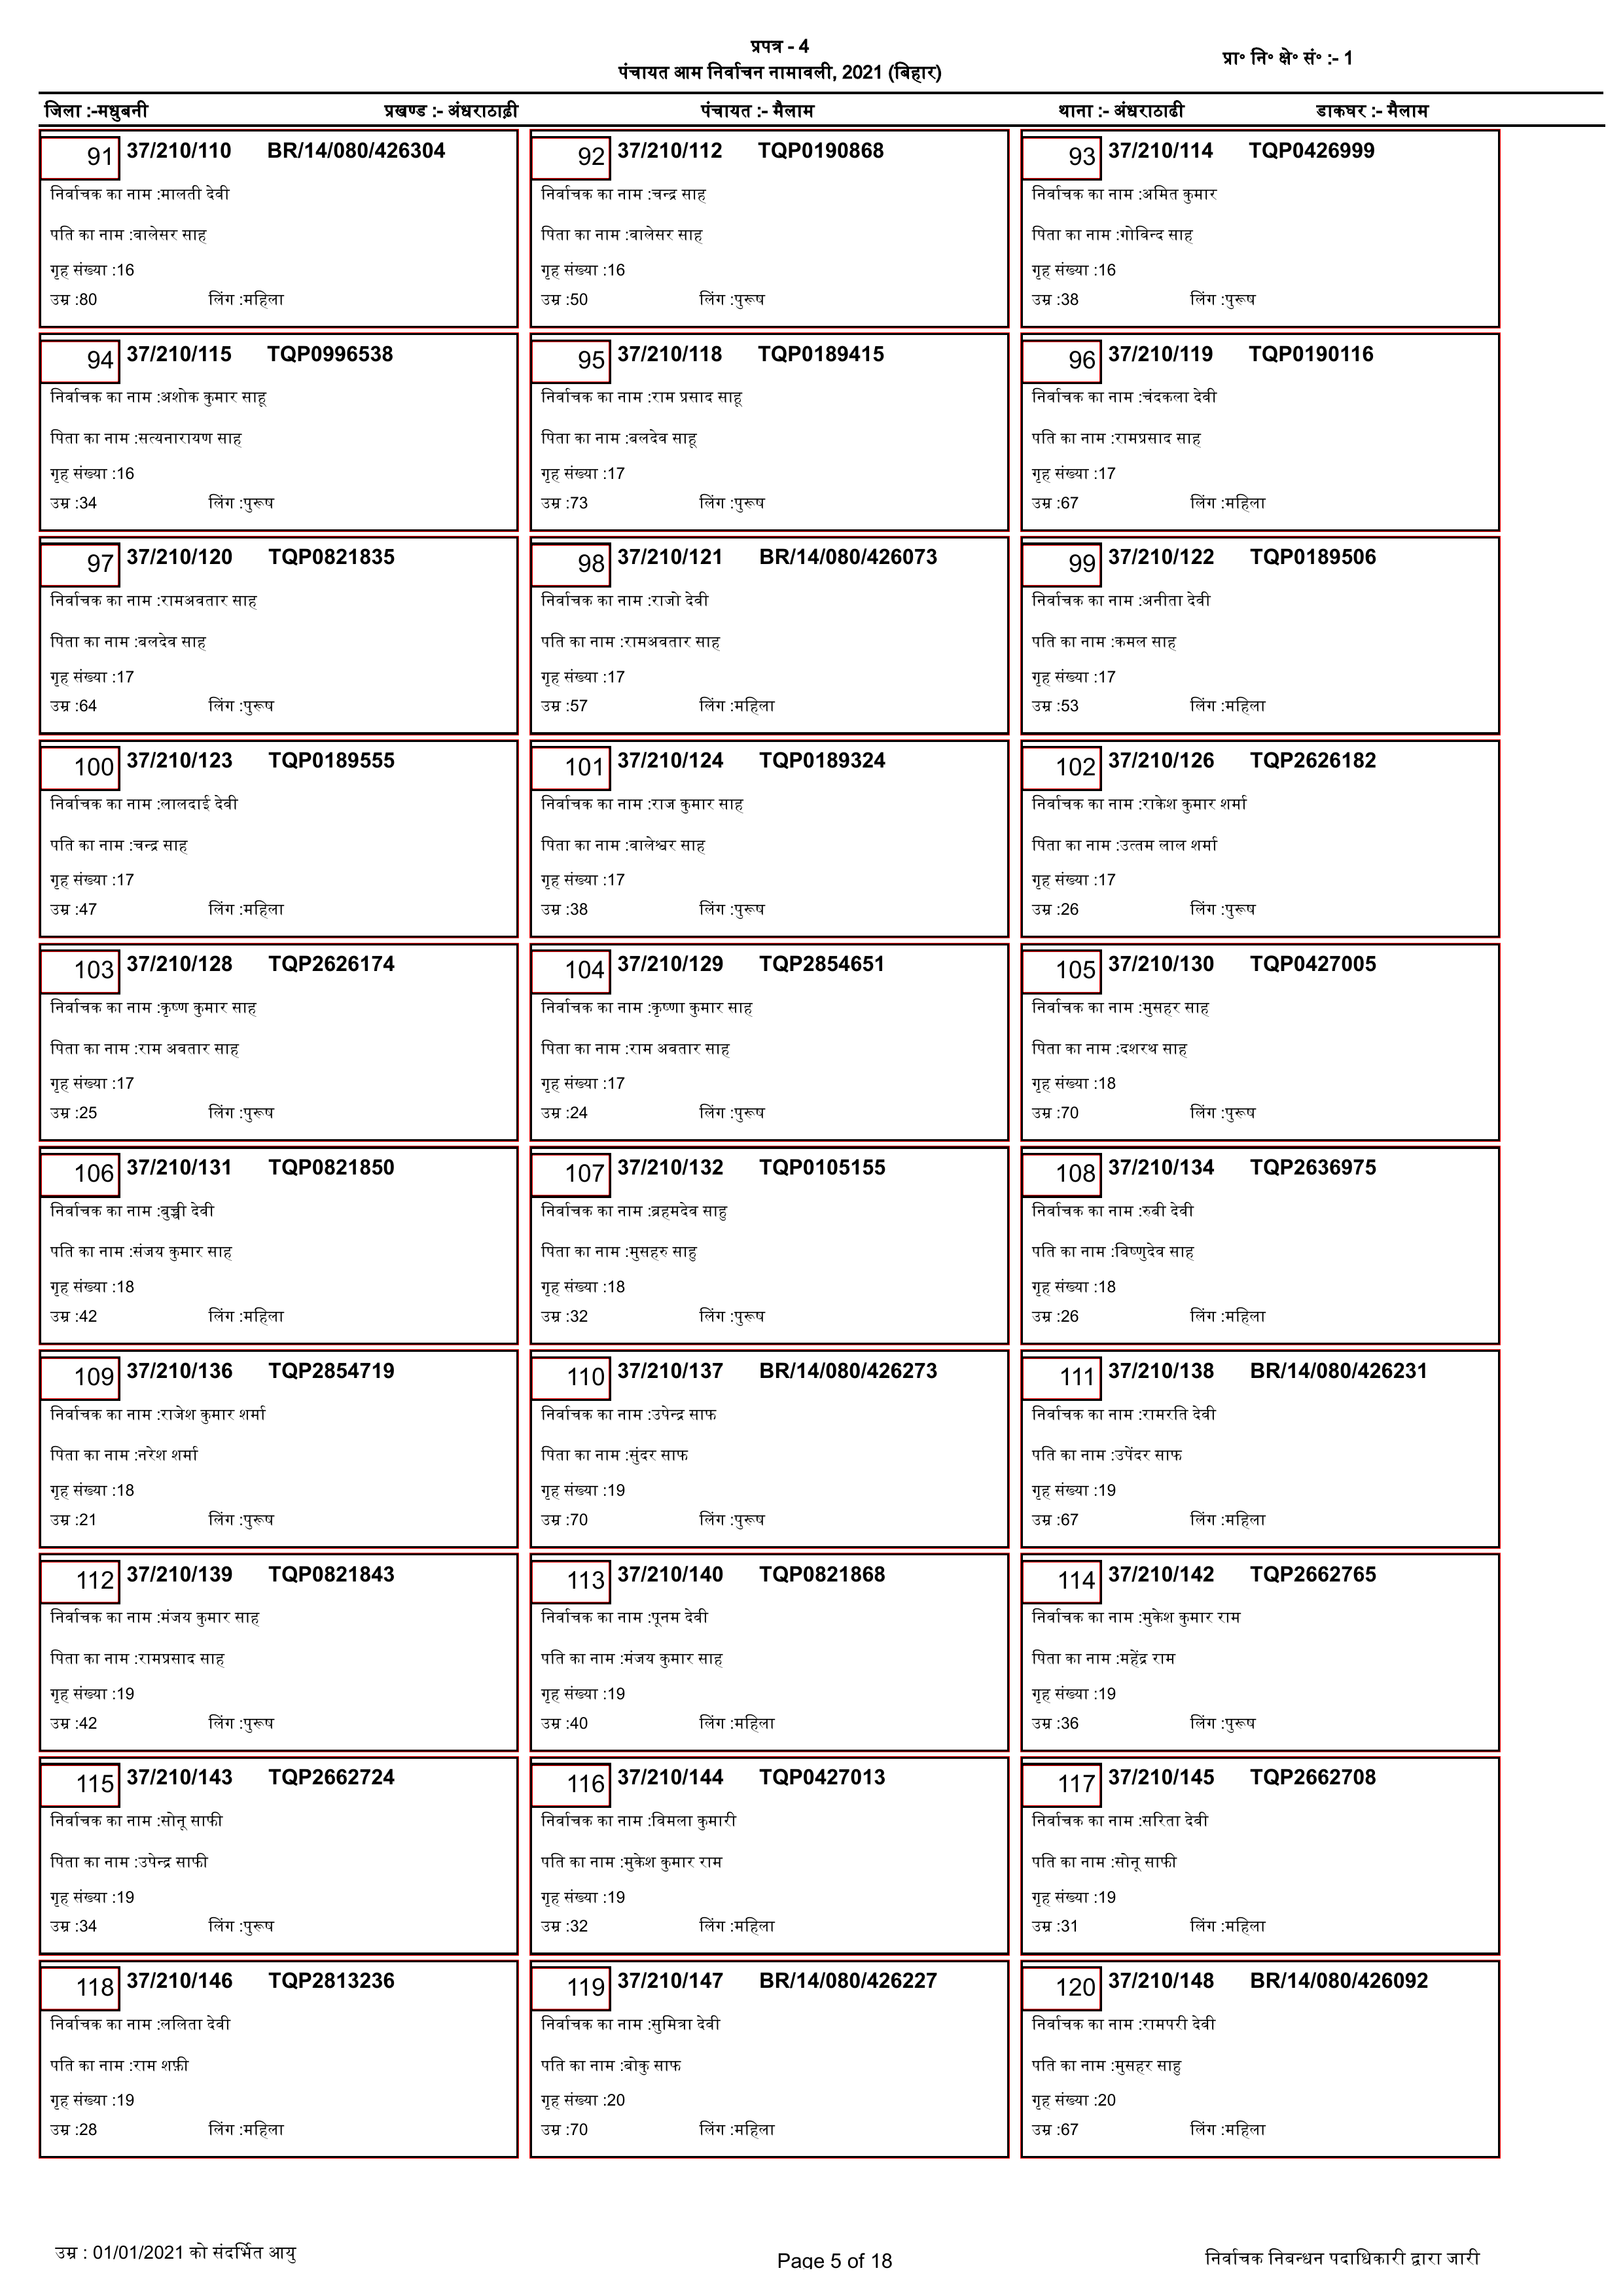 प्रपत्र - 4
पंचायत आम निर्वाचन नामावली, 2021 (बिहार)
प्रा॰ नि॰ क्षे॰ सं॰ :- 1
जिला :-मधुबनी प्रखण्ड :- अंधराठाढ़ी पंचायत :- मैलाम थाना :- अंधराठाढी डाकघर :- मैलाम
91 37/210/110 BR/14/080/426304
निर्वाचक का नाम :मालती देवी
पति का नाम :वालेसर साह
गृह संख्या :16
उम्र :80 लिंग :महिला
92 37/210/112 TQP0190868
निर्वाचक का नाम :चन्द्र साह
पिता का नाम :वालेसर साह
गृह संख्या :16
उम्र :50 लिंग :पुरूष
93 37/210/114 TQP0426999
निर्वाचक का नाम :अमित कुमार
पिता का नाम :गोविन्द साह
गृह संख्या :16
उम्र :38 लिंग :पुरूष
94 37/210/115 TQP0996538
निर्वाचक का नाम :अशोक कुमार साहू
पिता का नाम :सत्यनारायण साह
गृह संख्या :16
उम्र :34 लिंग :पुरूष
95 37/210/118 TQP0189415
निर्वाचक का नाम :राम प्रसाद साहू
पिता का नाम :बलदेव साहू
गृह संख्या :17
उम्र :73 लिंग :पुरूष
96 37/210/119 TQP0190116
निर्वाचक का नाम :चंदकला देवी
पति का नाम :रामप्रसाद साह
गृह संख्या :17
उम्र :67 लिंग :महिला
97 37/210/120 TQP0821835
निर्वाचक का नाम :रामअवतार साह
पिता का नाम :बलदेव साह
गृह संख्या :17
उम्र :64 लिंग :पुरूष
98 37/210/121 BR/14/080/426073
निर्वाचक का नाम :राजो देवी
पति का नाम :रामअवतार साह
गृह संख्या :17
उम्र :57 लिंग :महिला
99 37/210/122 TQP0189506
निर्वाचक का नाम :अनीता देवी
पति का नाम :कमल साह
गृह संख्या :17
उम्र :53 लिंग :महिला
100 37/210/123 TQP0189555
निर्वाचक का नाम :लालदाई देवी
पति का नाम :चन्द्र साह
गृह संख्या :17
उम्र :47 लिंग :महिला
101 37/210/124 TQP0189324
निर्वाचक का नाम :राज कुमार साह
पिता का नाम :वालेश्वर साह
गृह संख्या :17
उम्र :38 लिंग :पुरूष
102 37/210/126 TQP2626182
निर्वाचक का नाम :राकेश कुमार शर्मा
पिता का नाम :उत्तम लाल शर्मा
गृह संख्या :17
उम्र :26 लिंग :पुरूष
103 37/210/128 TQP2626174
निर्वाचक का नाम :कृष्ण कुमार साह
पिता का नाम :राम अवतार साह
गृह संख्या :17
उम्र :25 लिंग :पुरूष
104 37/210/129 TQP2854651
निर्वाचक का नाम :कृष्णा कुमार साह
पिता का नाम :राम अवतार साह
गृह संख्या :17
उम्र :24 लिंग :पुरूष
105 37/210/130 TQP0427005
निर्वाचक का नाम :मुसहर साह
पिता का नाम :दशरथ साह
गृह संख्या :18
उम्र :70 लिंग :पुरूष
106 37/210/131 TQP0821850
निर्वाचक का नाम :बुच्ची देवी
पति का नाम :संजय कुमार साह
गृह संख्या :18
उम्र :42 लिंग :महिला
107 37/210/132 TQP0105155
निर्वाचक का नाम :ब्रहमदेव साहु
पिता का नाम :मुसहरु साहु
गृह संख्या :18
उम्र :32 लिंग :पुरूष
108 37/210/134 TQP2636975
निर्वाचक का नाम :रुबी देवी
पति का नाम :विष्णुदेव साह
गृह संख्या :18
उम्र :26 लिंग :महिला
109 37/210/136 TQP2854719
निर्वाचक का नाम :राजेश कुमार शर्मा
पिता का नाम :नरेश शर्मा
गृह संख्या :18
उम्र :21 लिंग :पुरूष
110 37/210/137 BR/14/080/426273
निर्वाचक का नाम :उपेन्द्र साफ
पिता का नाम :सुंदर साफ
गृह संख्या :19
उम्र :70 लिंग :पुरूष
111 37/210/138 BR/14/080/426231
निर्वाचक का नाम :रामरति देवी
पति का नाम :उपेंदर साफ
गृह संख्या :19
उम्र :67 लिंग :महिला
112 37/210/139 TQP0821843
निर्वाचक का नाम :मंजय कुमार साह
पिता का नाम :रामप्रसाद साह
गृह संख्या :19
उम्र :42 लिंग :पुरूष
113 37/210/140 TQP0821868
निर्वाचक का नाम :पूनम देवी
पति का नाम :मंजय कुमार साह
गृह संख्या :19
उम्र :40 लिंग :महिला
114 37/210/142 TQP2662765
निर्वाचक का नाम :मुकेश कुमार राम
पिता का नाम :महेंद्र राम
गृह संख्या :19
उम्र :36 लिंग :पुरूष
115 37/210/143 TQP2662724
निर्वाचक का नाम :सोनू साफी
पिता का नाम :उपेन्द्र साफी
गृह संख्या :19
उम्र :34 लिंग :पुरूष
116 37/210/144 TQP0427013
निर्वाचक का नाम :विमला कुमारी
पति का नाम :मुकेश कुमार राम
गृह संख्या :19
उम्र :32 लिंग :महिला
117 37/210/145 TQP2662708
निर्वाचक का नाम :सरिता देवी
पति का नाम :सोनू साफी
गृह संख्या :19
उम्र :31 लिंग :महिला
118 37/210/146 TQP2813236
निर्वाचक का नाम :ललिता देवी
पति का नाम :राम शफ़ी
गृह संख्या :19
उम्र :28 लिंग :महिला
119 37/210/147 BR/14/080/426227
निर्वाचक का नाम :सुमित्रा देवी
पति का नाम :बोकु साफ
गृह संख्या :20
उम्र :70 लिंग :महिला
120 37/210/148 BR/14/080/426092
निर्वाचक का नाम :रामपरी देवी
पति का नाम :मुसहर साहु
गृह संख्या :20
उम्र :67 लिंग :महिला
उम्र : 01/01/2021 को संदर्भित आयु
Page 5 of 18
निर्वाचक निबन्धन पदाधिकारी द्वारा जारी